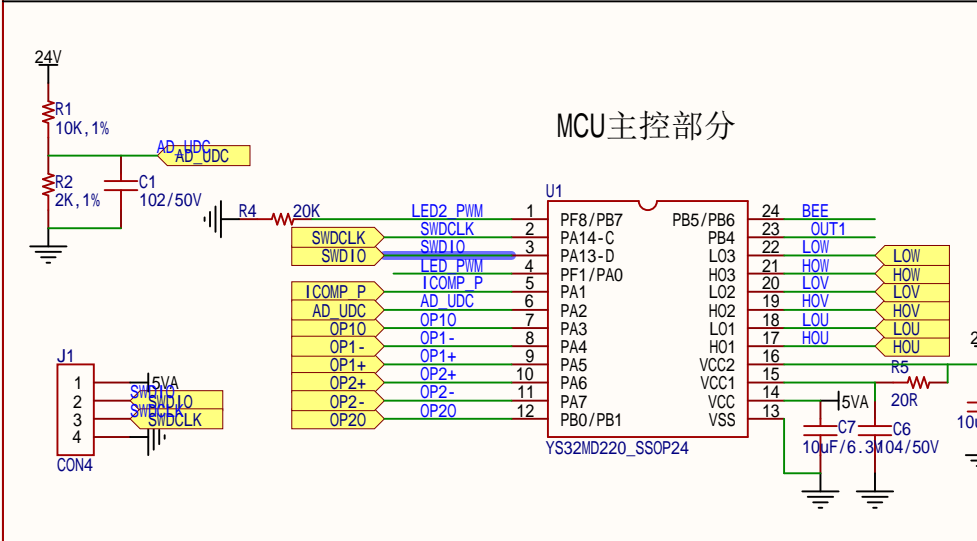 24V
R1
10K,1%
AD_UDC
AD_UDC
R2
2K,1%
C1
102/50V
MCU主控部分
U1
R4
20K
LED2_PWM
1
PF8/PB7
PB5/PB6
24
BEE
SWDCLK
SWDCLK
2
PA14-C
PB4
23
OUT1
SWDIO
SWDIO
3
PA13-D
LO3
22
LOW
LOW
LED_PWM
4
PF1/PA0
HO3
21
HOW
HOW
ICOMP_P
ICOMP_P
5
PA1
LO2
20
LOV
LOV
AD_UDC
AD_UDC
6
PA2
HO2
19
HOV
HOV
OP1O
OP1O
7
PA3
LO1
18
LOU
LOU
OP1-
OP1-
8
PA4
HO1
17
HOU
HOU
OP1+
OP1+
9
PA5
VCC2
16
OP2+
OP2+
10
PA6
VCC1
15
R5
20R
OP2-
OP2-
11
PA7
VCC
14
5VA
OP2O
OP2O
12
PB0/PB1
VSS
13
YS32MD220_SSOP24
C7
10uF/6.3V
C6
104/50V
J1
1
5VA
2
SWDIO
SWDIO
3
SWDCLK
SWDCLK
4
CON4